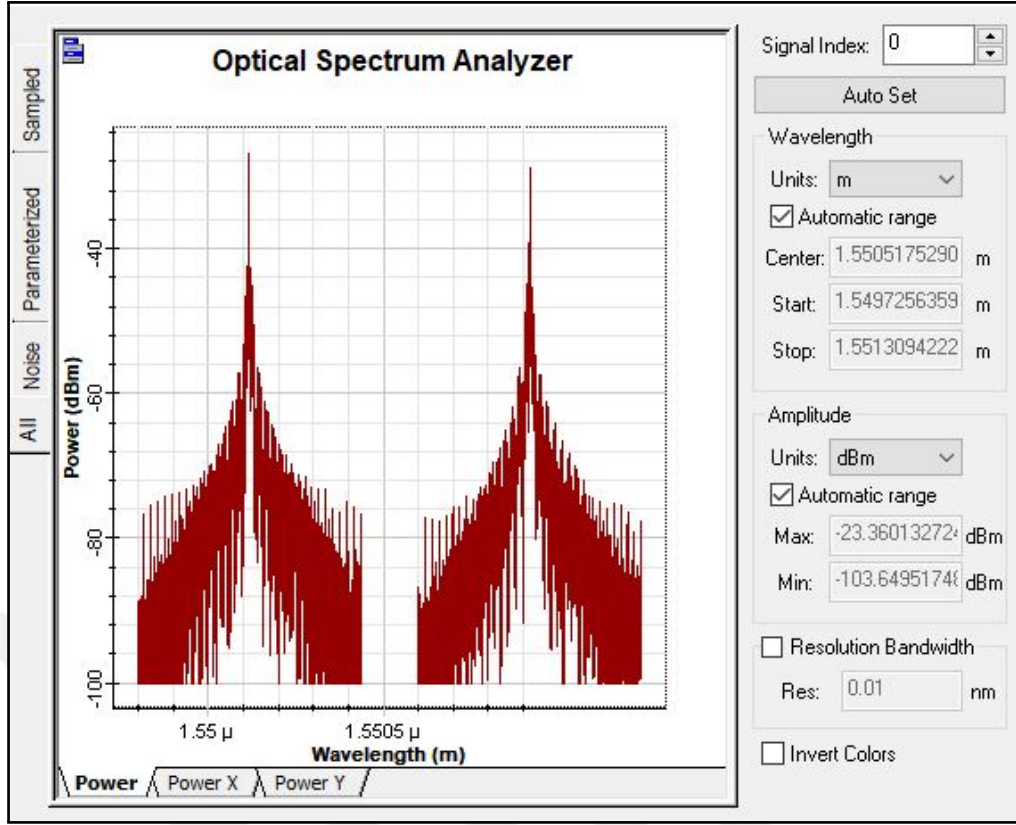 Optical Spectrum Analyzer
Sampled
Parameterized
Noise
All
Power (dBm)
-40
-60
-80
-100
1.55 µ
1.5505 µ
Wavelength (m)
Power
Power X
Power Y
Signal Index: 0
Auto Set
Wavelength
Units: m
Automatic range
Center: 1.5505175290 m
Start: 1.5497256359 m
Stop: 1.5513094222 m
Amplitude
Units: dBm
Automatic range
Max: -23.36013272 dBm
Min: -103.6495174 dBm
Resolution Bandwidth
Res: 0.01 nm
Invert Colors